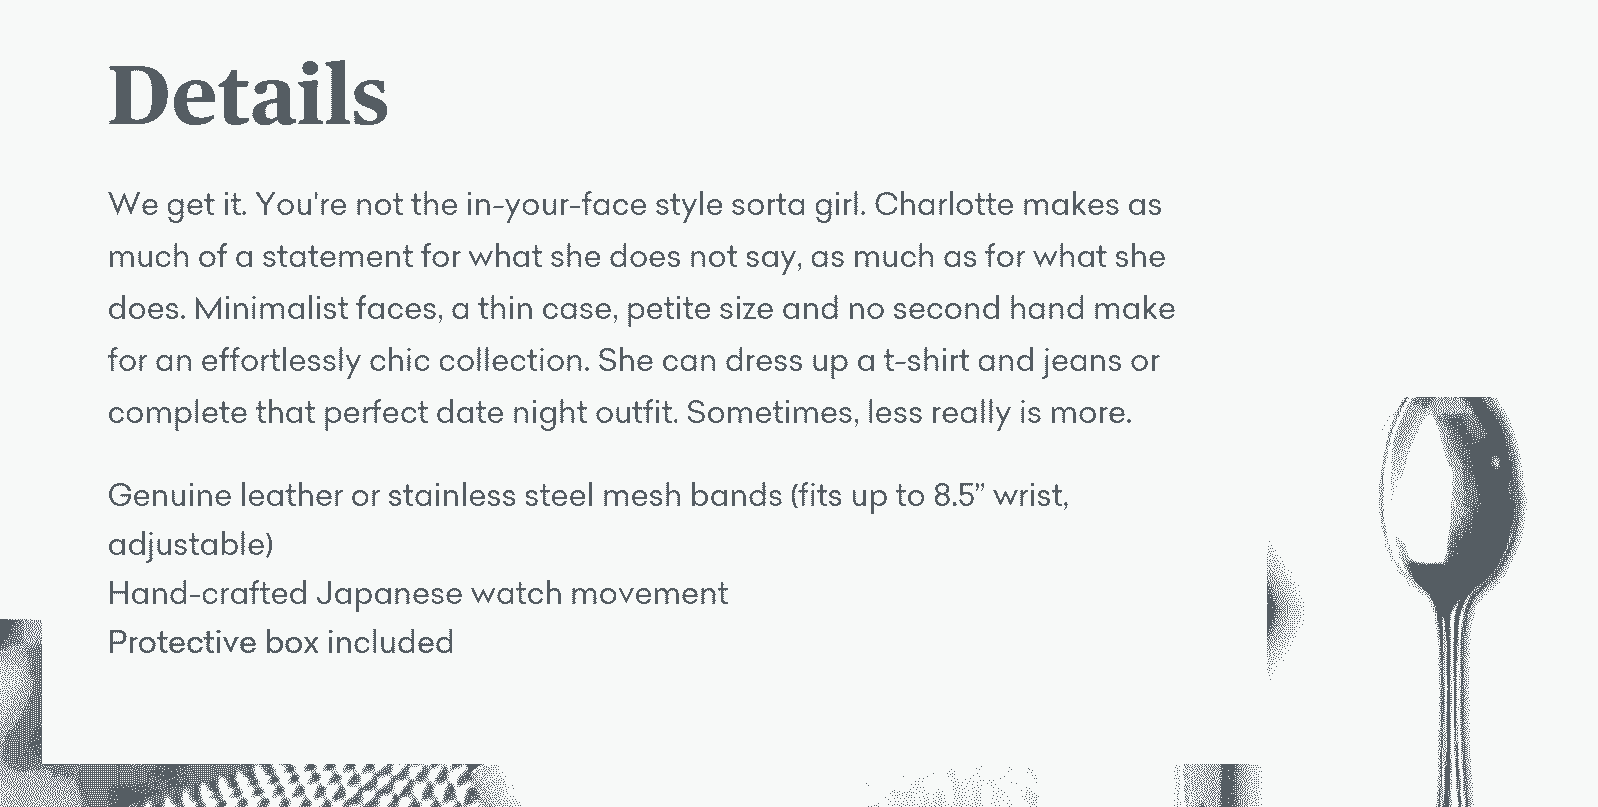 Details
We get it. You're not the in-your-face style sorta girl. Charlotte makes as
much of a statement for what she does not say, as much as for what she
does. Minimalist faces, a thin case, petite size and no second hand make
for an effortlessly chic collection. She can dress up a t-shirt and jeans or
complete that perfect date night outfit. Sometimes, less really is more.
Genuine leather or stainless steel mesh bands (fits up to 8.5” wrist,
adjustable)
Hand-crafted Japanese watch movement
Protective box included